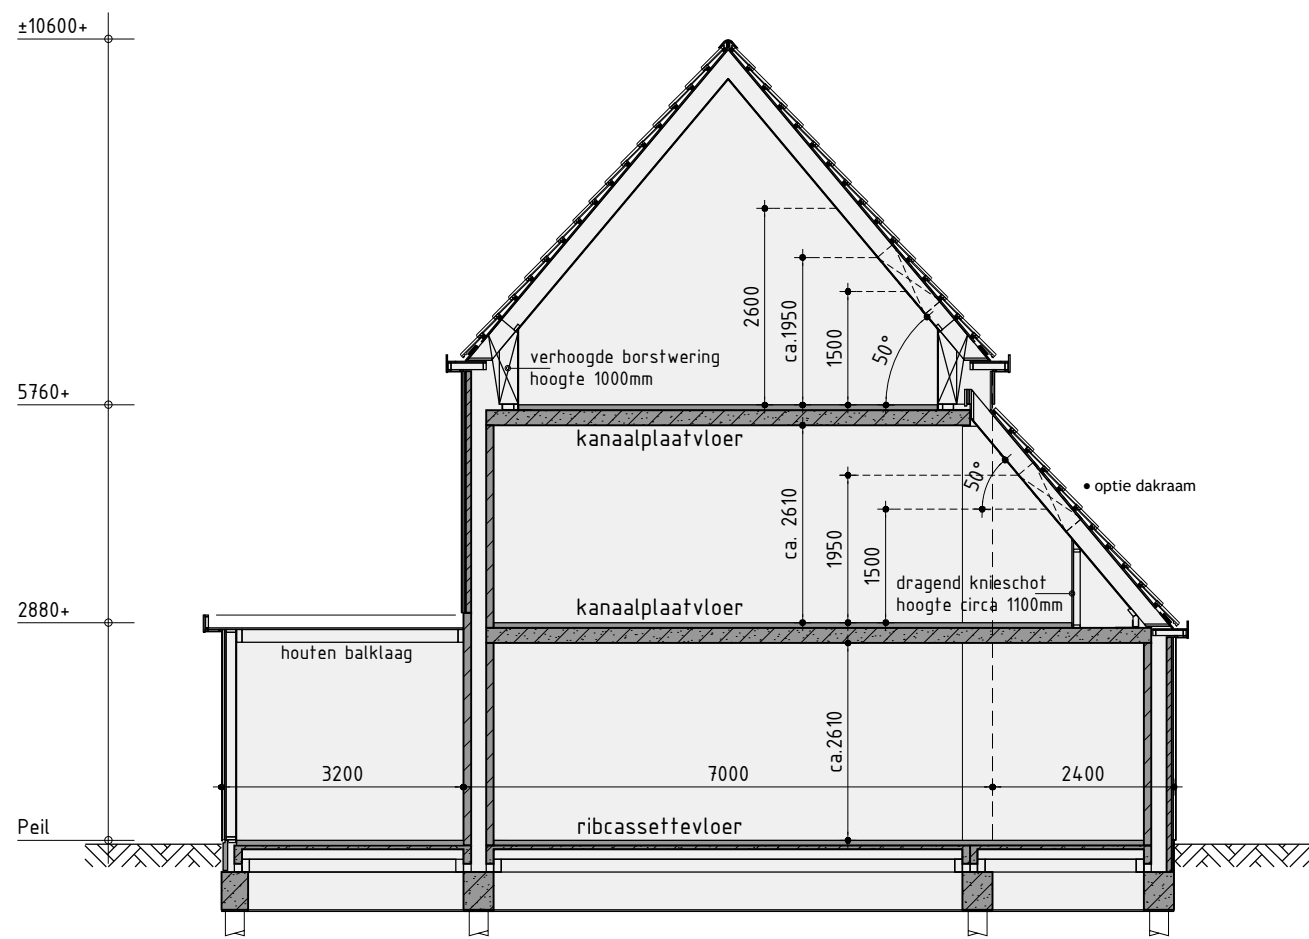 ±10600+
2600
ca.1950
1500
50°
verhoogde borstwering
hoogte 1000mm
5760+
kanaalplaatvloer
50°
• optie dakraam
ca. 2610
1950
1500
dragend knieschot
hoogte circa 1100mm
2880+
kanaalplaatvloer
houten balklaag
ca.2610
3200
7000
2400
Peil
ribcassettevloer